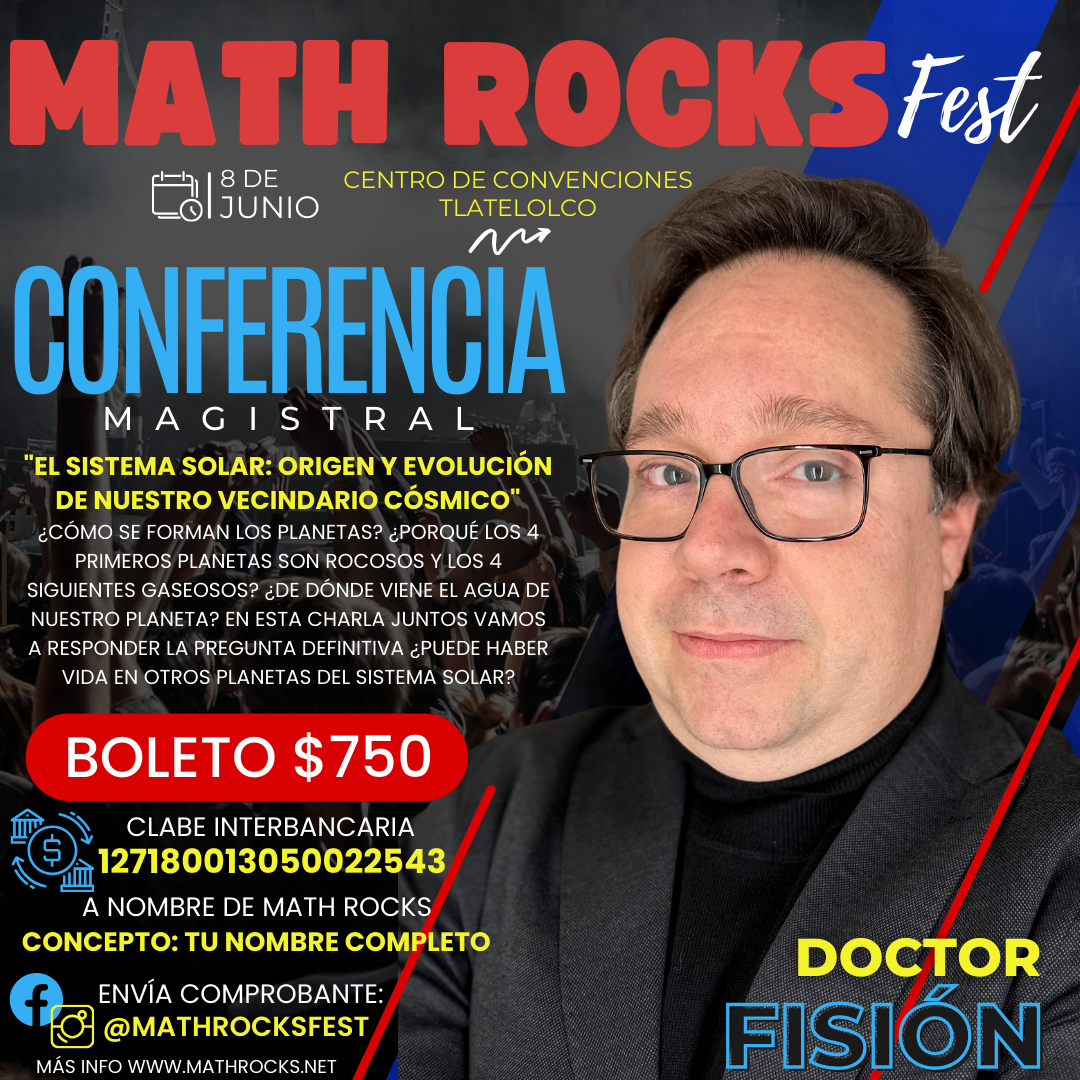 MATH ROCKS Fest
8 DE
JUNIO
CENTRO DE CONVENCIONES
TLATELOLCO
CONFERENCIA
MAGISTRAL
"EL SISTEMA SOLAR: ORIGEN Y EVOLUCIÓN
DE NUESTRO VECINDARIO CÓSMICO"
¿CÓMO SE FORMAN LOS PLANETAS? ¿PORQUÉ LOS 4
PRIMEROS PLANETAS SON ROCOSOS Y LOS 4
SIGUIENTES GASEOSOS? ¿DE DÓNDE VIENE EL AGUA DE
NUESTRO PLANETA? EN ESTA CHARLA JUNTOS VAMOS
A RESPONDER LA PREGUNTA DEFINITIVA ¿PUEDE HABER
VIDA EN OTROS PLANETAS DEL SISTEMA SOLAR?
BOLETO $750
CLABE INTERBANCARIA
127180013050022543
A NOMBRE DE MATH ROCKS
CONCEPTO: TU NOMBRE COMPLETO
ENVÍA COMPROBANTE:
@MATHROCKSFEST
MÁS INFO WWW.MATHROCKS.NET
DOCTOR
FISIÓN